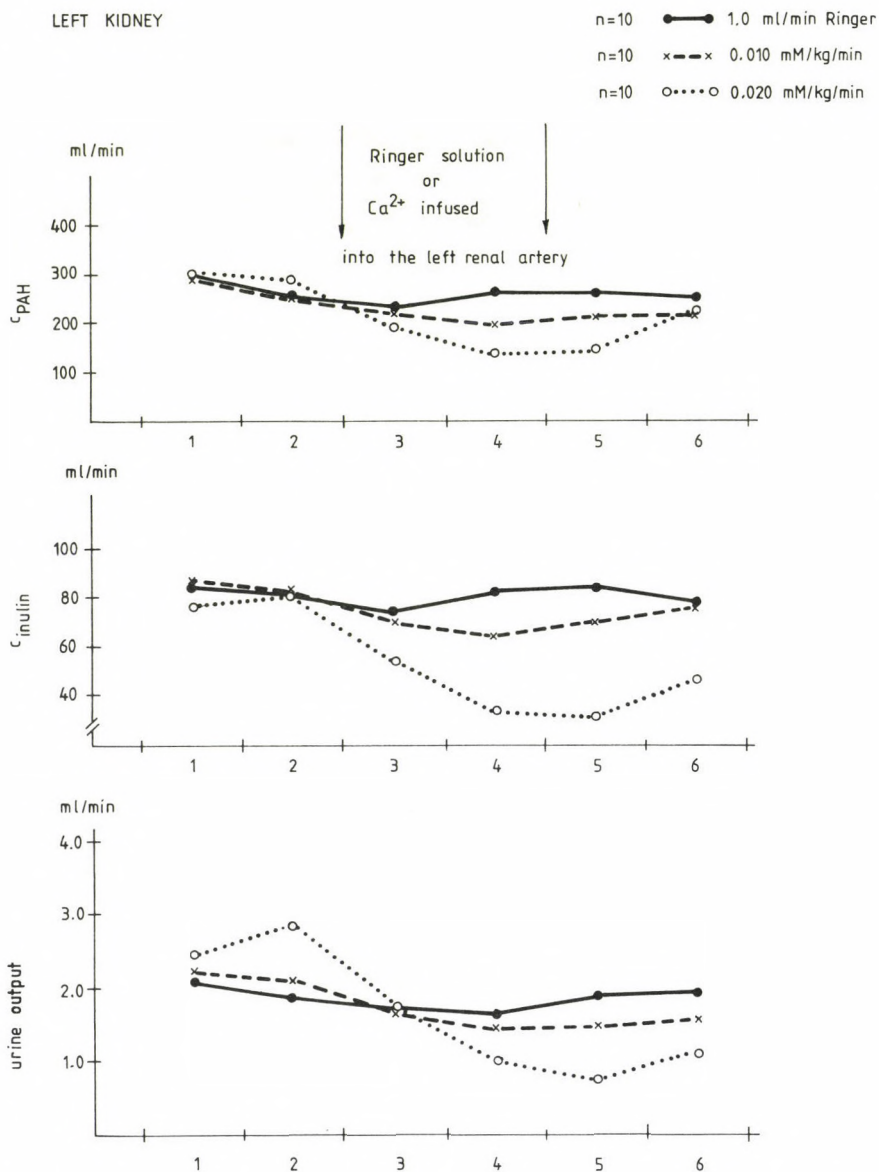 LEFT KIDNEY
n=10 1.0 ml/min Ringer
n=10 x--x 0.010 mM/kg/min
n=10 o····o 0.020 mM/kg/min
ml/min
Ringer solution
or
Ca²⁺ infused
into the left renal artery
400
300
200
100
C_PAH
1 2 3 4 5 6
ml/min
100
80
60
40
C_inulin
1 2 3 4 5 6
ml/min
4.0
3.0
2.0
1.0
urine output
1 2 3 4 5 6